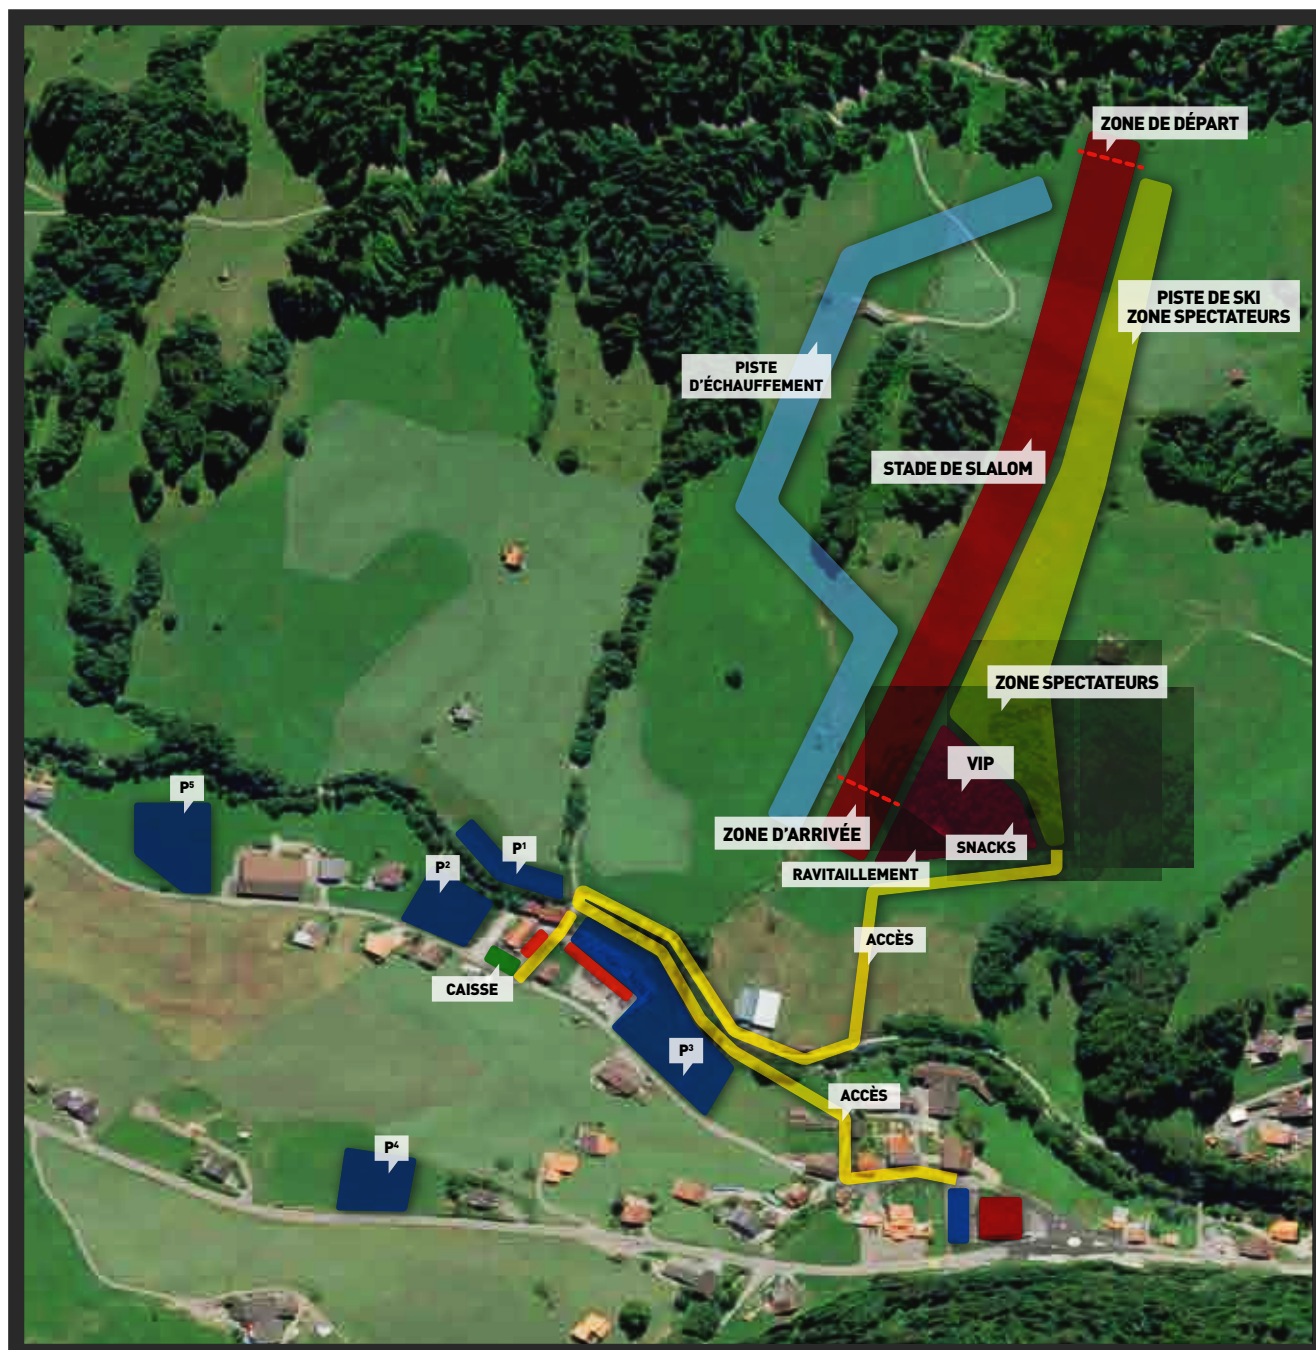 ZONE DE DÉPART
PISTE DE SKI
ZONE SPECTATEURS
PISTE
D'ÉCHAUFFEMENT
STADE DE SLALOM
ZONE SPECTATEURS
VIP
ZONE D'ARRIVÉE
SNACKS
RAVITAILLEMENT
P⁵
P¹
P²
ACCÈS
CAISSE
P³
ACCÈS
P⁴